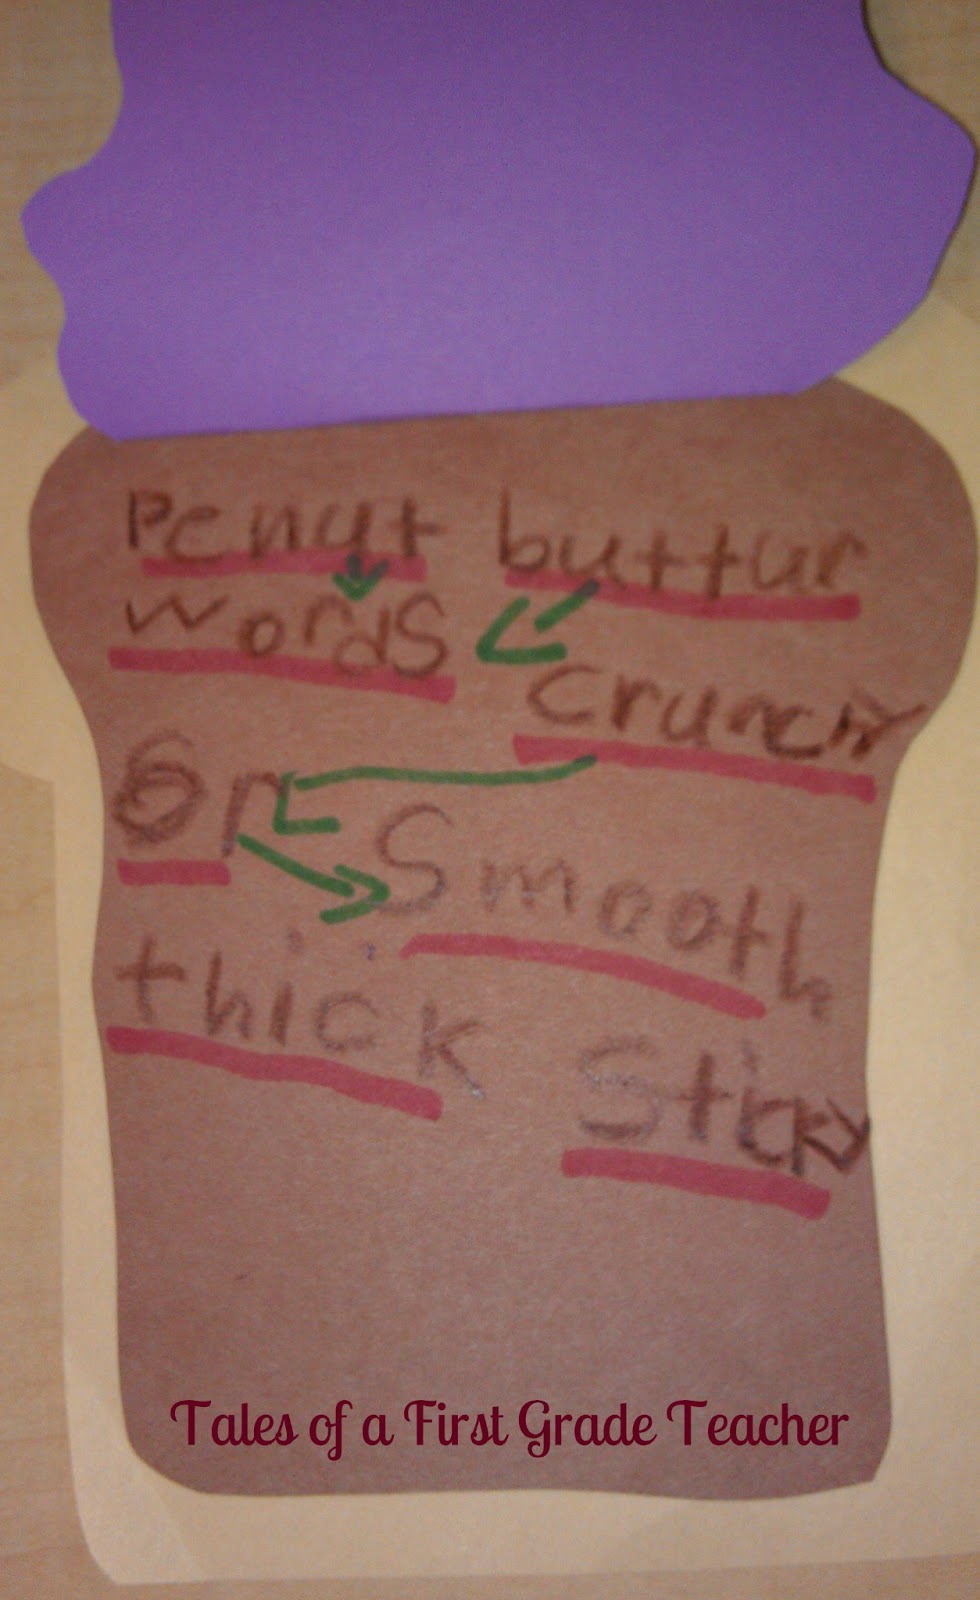 Penut buttur
words
crunchy
Or Smooth
thick Sticky
Tales of a First Grade Teacher